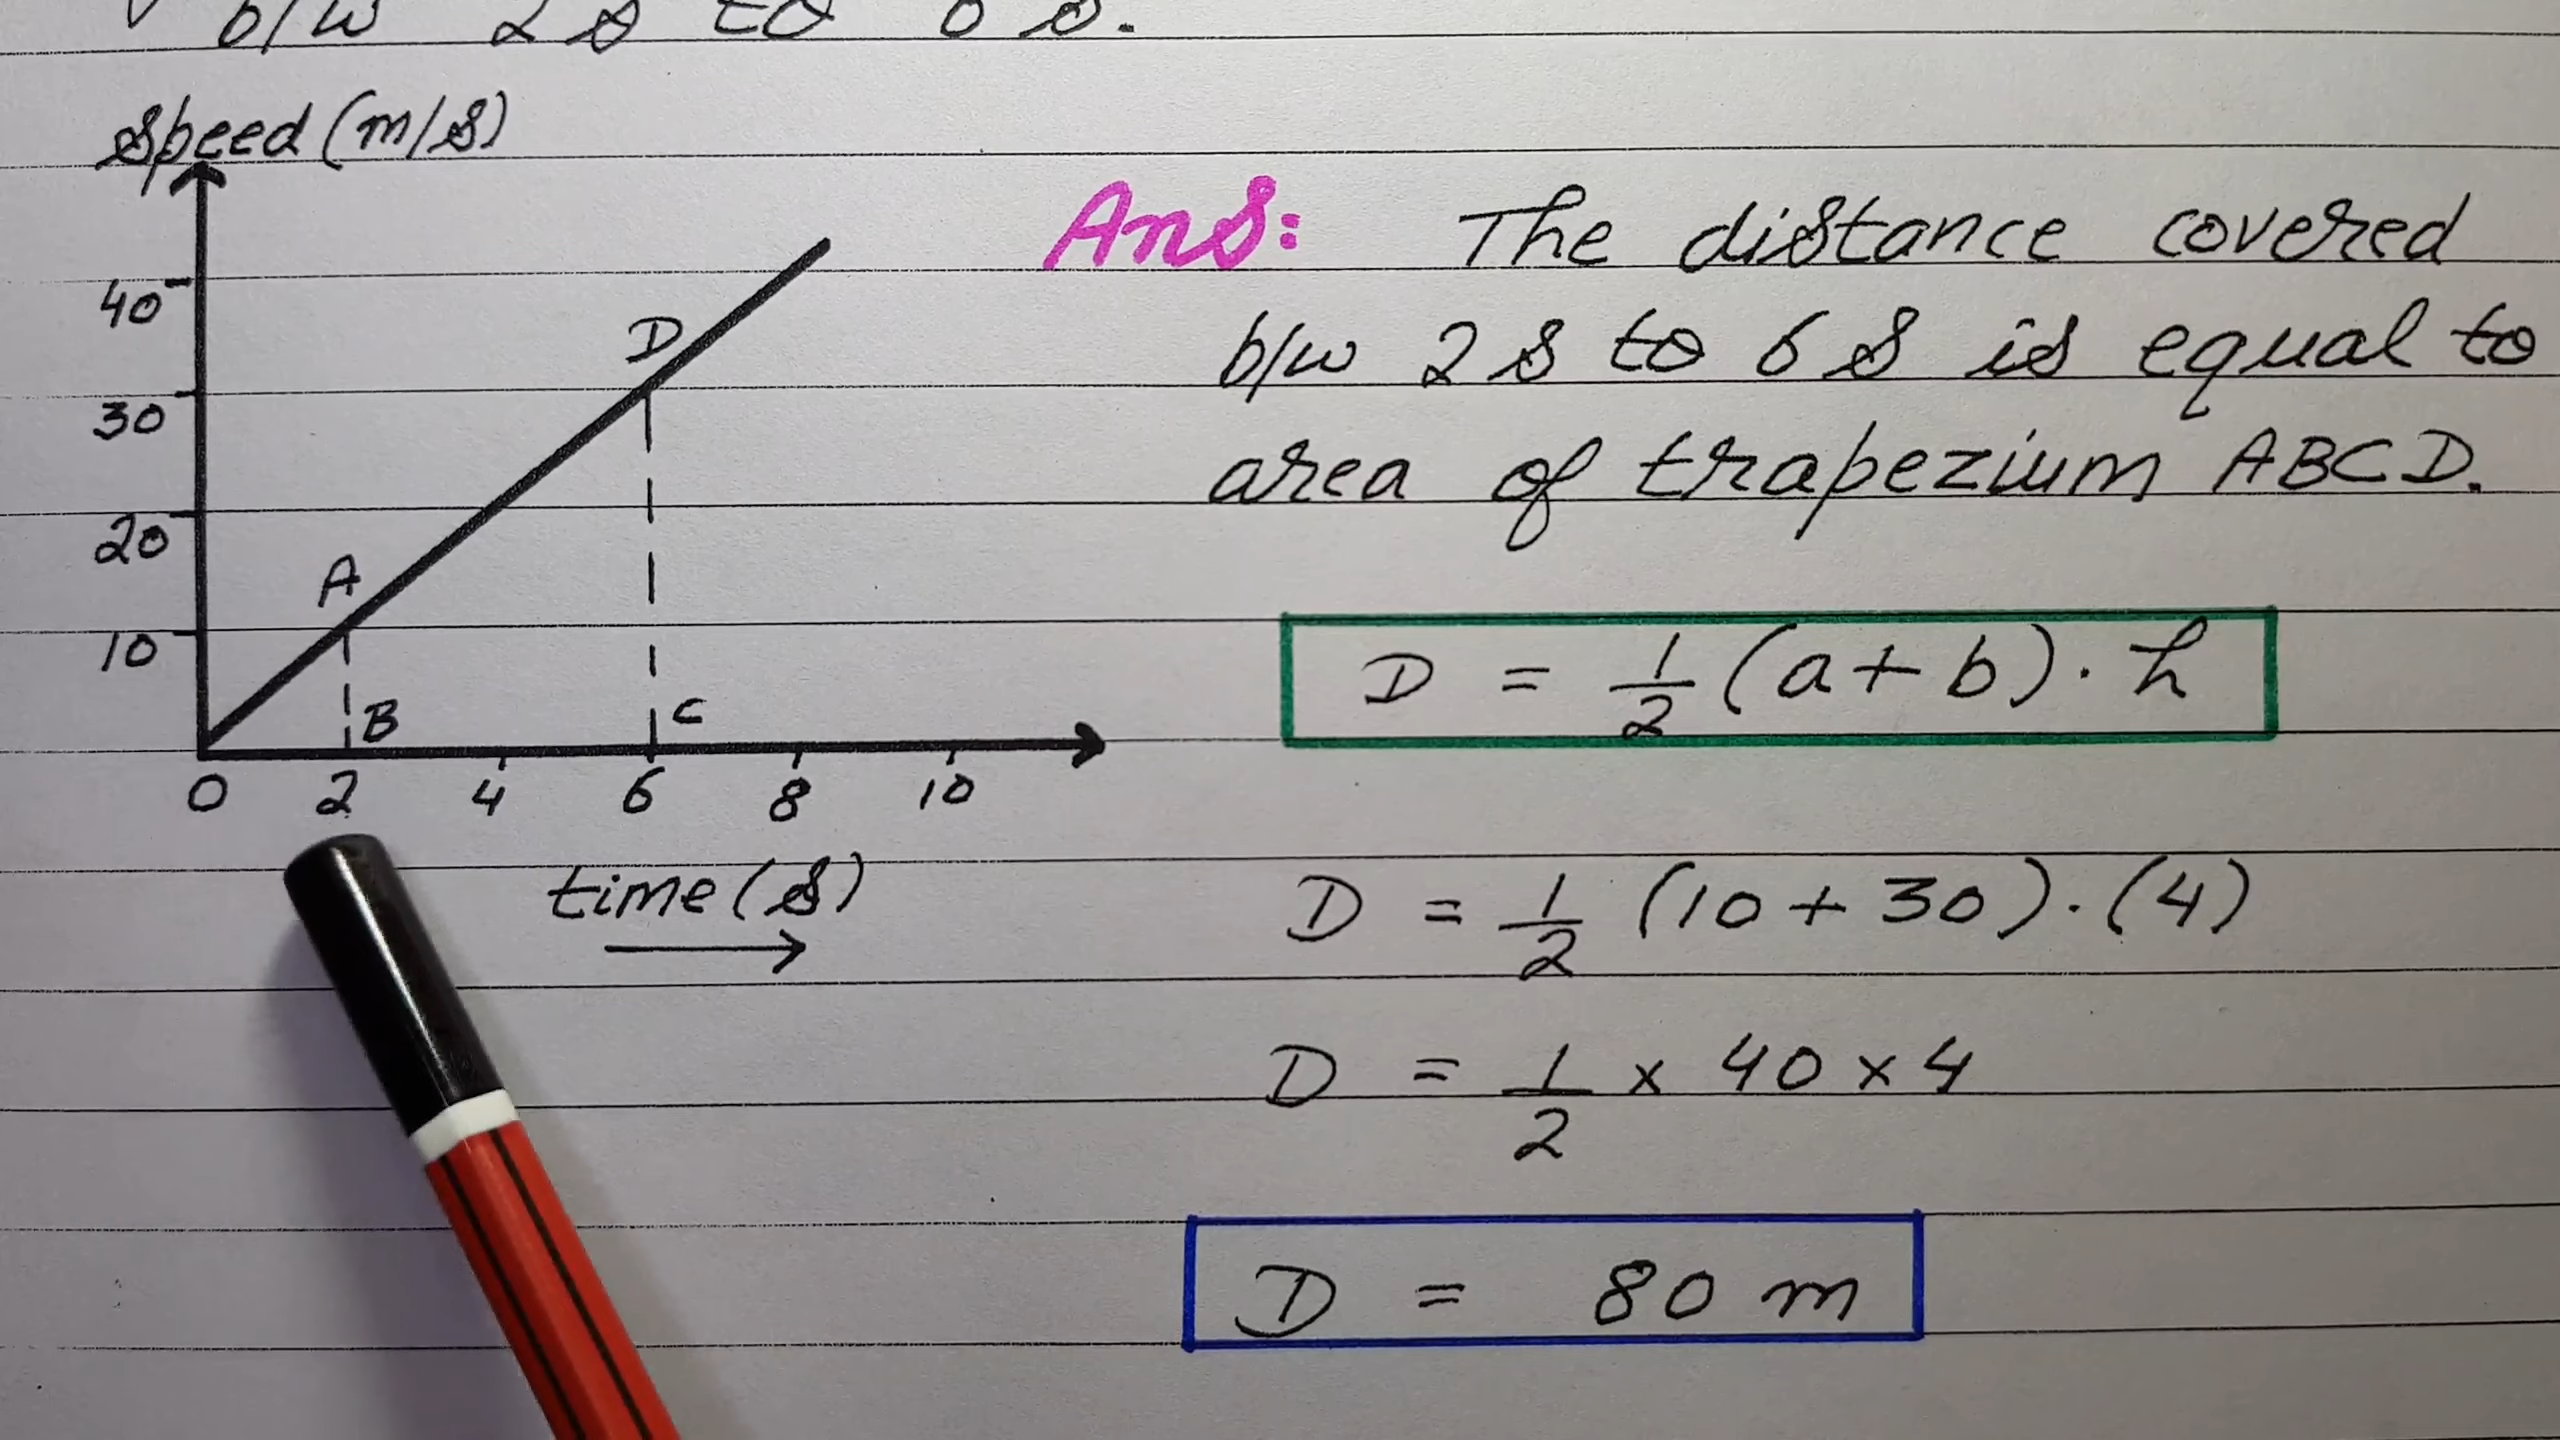 b/w 2s to 6s.
Speed (m/s)
40
30
20
10
D
A
B
C
0 2 4 6 8 10
time (s)
Ans: The distance covered
b/w 2s to 6s is equal to
area of trapezium ABCD.
D = 1/2 (a + b) . h
D = 1/2 (10 + 30) . (4)
D = 1/2 × 40 × 4
D = 80 m